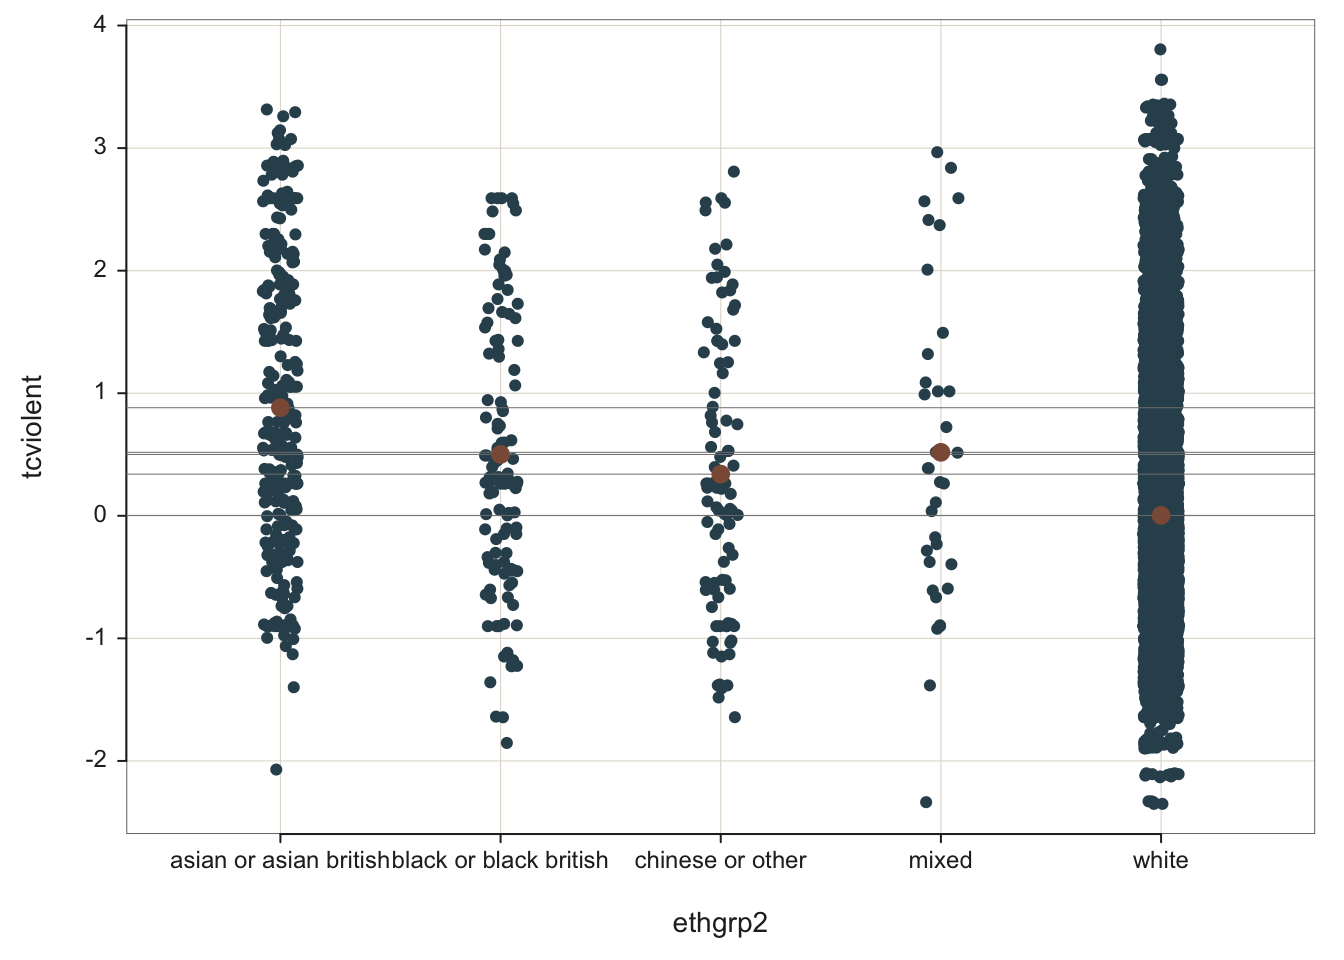 4
3
2
1
0
-1
-2
tcviolent
asian or asian british
black or black british
chinese or other
mixed
white
ethgrp2